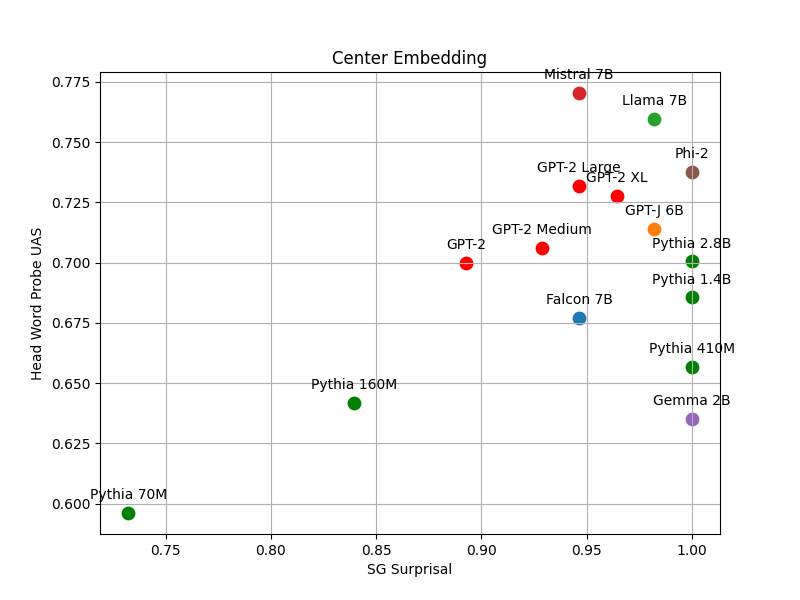 Center Embedding
Mistral 7B
Llama 7B
Phi-2
GPT-2 Large
GPT-2 XL
GPT-J 6B
GPT-2 Medium
GPT-2
Pythia 2.8B
Pythia 1.4B
Falcon 7B
Pythia 410M
Pythia 160M
Gemma 2B
Pythia 70M
0.775
0.750
0.725
0.700
0.675
0.650
0.625
0.600
Head Word Probe UAS
0.75 0.80 0.85 0.90 0.95 1.00
SG Surprisal